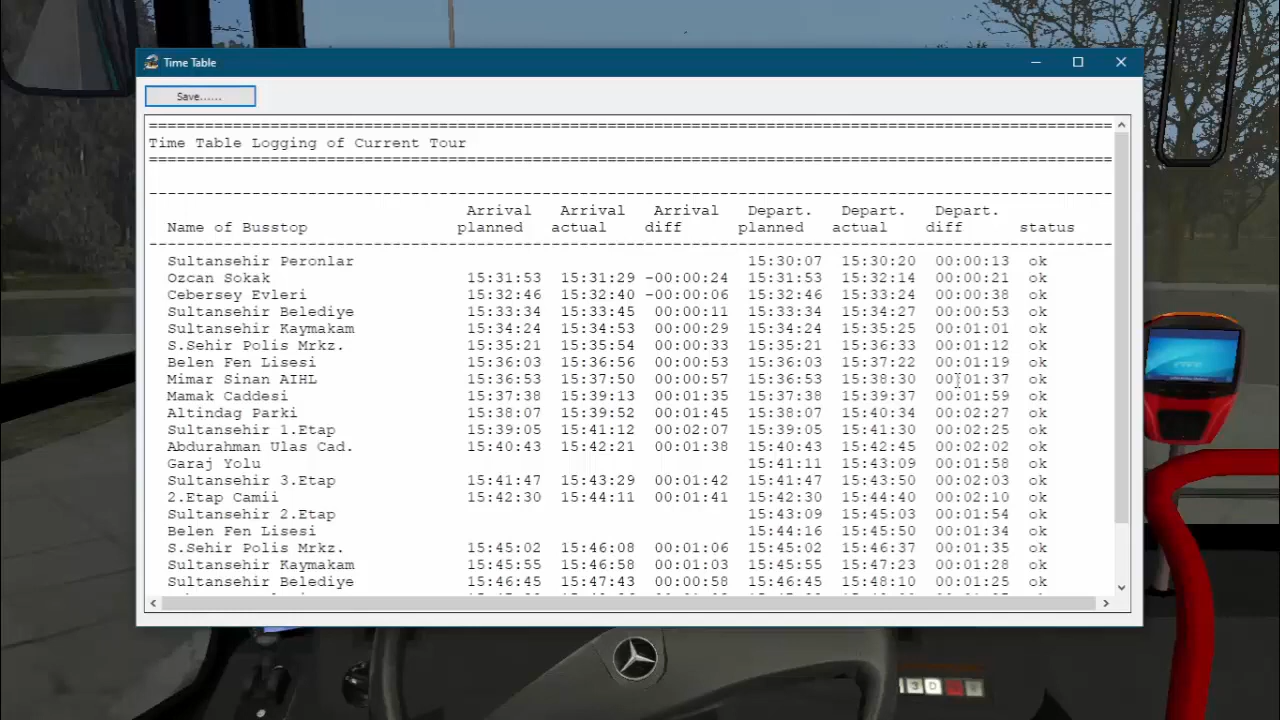 Time Table
Save......
================================================================
Time Table Logging of Current Tour
================================================================
----------------------------------------------------------------
Arrival Arrival Arrival Depart. Depart. Depart.
Name of Busstop planned actual diff planned actual diff status
----------------------------------------------------------------
Sultansehir Peronlar 15:30:07 15:30:20 00:00:13 ok
Ozcan Sokak 15:31:53 15:31:29 -00:00:24 15:31:53 15:32:14 00:00:21 ok
Cebersey Evleri 15:32:46 15:32:40 -00:00:06 15:32:46 15:33:24 00:00:38 ok
Sultansehir Belediye 15:33:34 15:33:45 00:00:11 15:33:34 15:34:27 00:00:53 ok
Sultansehir Kaymakam 15:34:24 15:34:53 00:00:29 15:34:24 15:35:25 00:01:01 ok
S.Sehir Polis Mrkz. 15:35:21 15:35:54 00:00:33 15:35:21 15:36:33 00:01:12 ok
Belen Fen Lisesi 15:36:03 15:36:56 00:00:53 15:36:03 15:37:22 00:01:19 ok
Mimar Sinan AIHL 15:36:53 15:37:50 00:00:57 15:36:53 15:38:30 00:01:37 ok
Mamak Caddesi 15:37:38 15:39:13 00:01:35 15:37:38 15:39:37 00:01:59 ok
Altindag Parki 15:38:07 15:39:52 00:01:45 15:38:07 15:40:34 00:02:27 ok
Sultansehir 1.Etap 15:39:05 15:41:12 00:02:07 15:39:05 15:41:30 00:02:25 ok
Abdurahman Ulas Cad. 15:40:43 15:42:21 00:01:38 15:40:43 15:42:45 00:02:02 ok
Garaj Yolu 15:41:11 15:43:09 00:01:58 ok
Sultansehir 3.Etap 15:41:47 15:43:29 00:01:42 15:41:47 15:43:50 00:02:03 ok
2.Etap Camii 15:42:30 15:44:11 00:01:41 15:42:30 15:44:40 00:02:10 ok
Sultansehir 2.Etap 15:43:09 15:45:03 00:01:54 ok
Belen Fen Lisesi 15:44:16 15:45:50 00:01:34 ok
S.Sehir Polis Mrkz. 15:45:02 15:46:08 00:01:06 15:45:02 15:46:37 00:01:35 ok
Sultansehir Kaymakam 15:45:55 15:46:58 00:01:03 15:45:55 15:47:23 00:01:28 ok
Sultansehir Belediye 15:46:45 15:47:43 00:00:58 15:46:45 15:48:10 00:01:25 ok
3 D